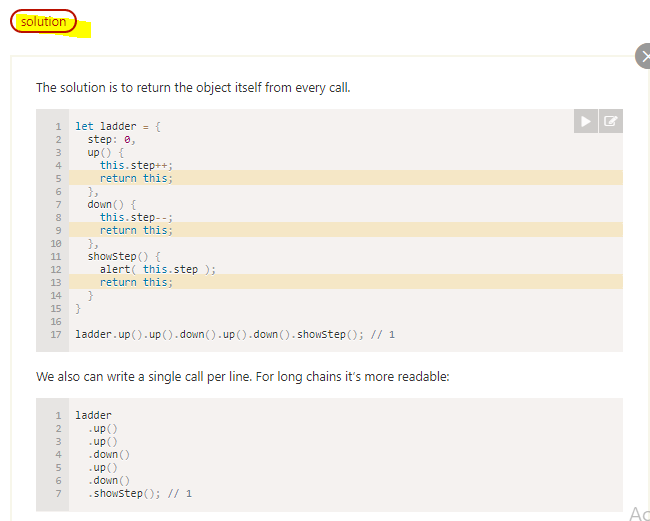 solution
The solution is to return the object itself from every call.
1 let ladder = {
2   step: 0,
3   up() {
4     this.step++;
5     return this;
6   },
7   down() {
8     this.step--;
9     return this;
10   },
11   showStep() {
12     alert( this.step );
13     return this;
14   }
15 }
16
17 ladder.up().up().down().up().down().showStep(); // 1
We also can write a single call per line. For long chains it's more readable:
1 ladder
2   .up()
3   .up()
4   .down()
5   .up()
6   .down()
7   .showStep(); // 1